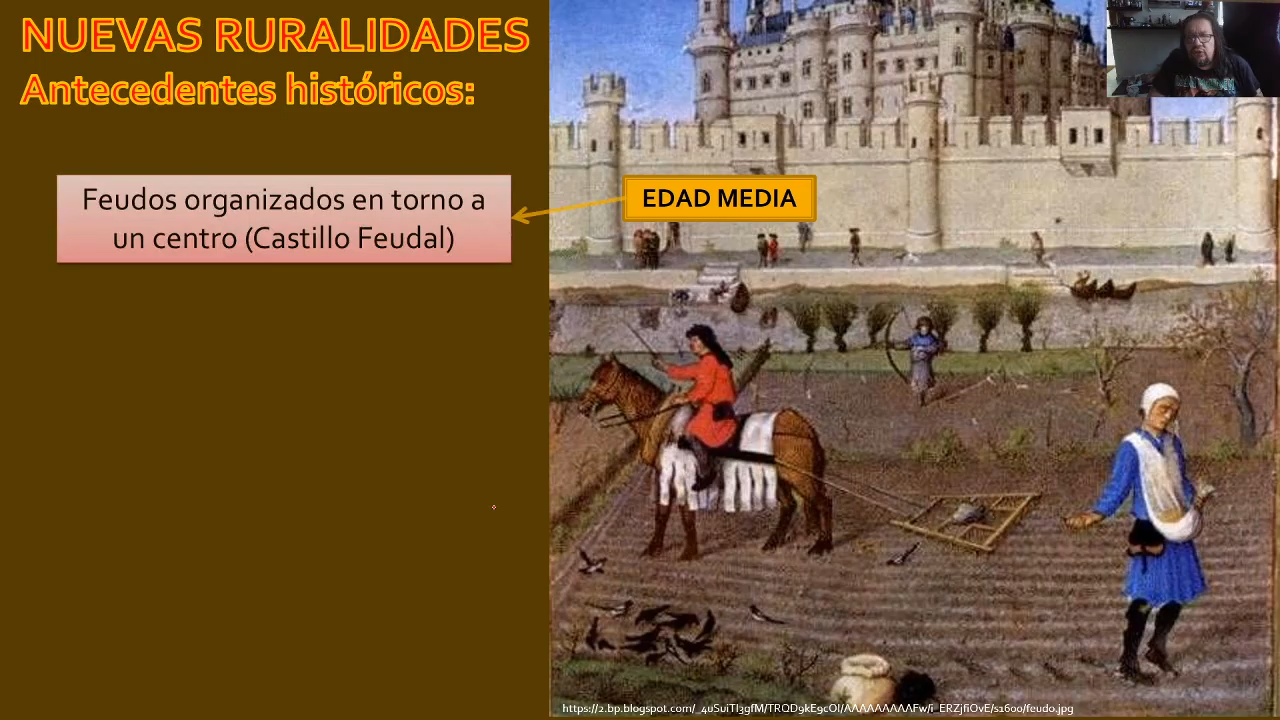 NUEVAS RURALIDADES
Antecedentes históricos:
Feudos organizados en torno a
un centro (Castillo Feudal)
EDAD MEDIA